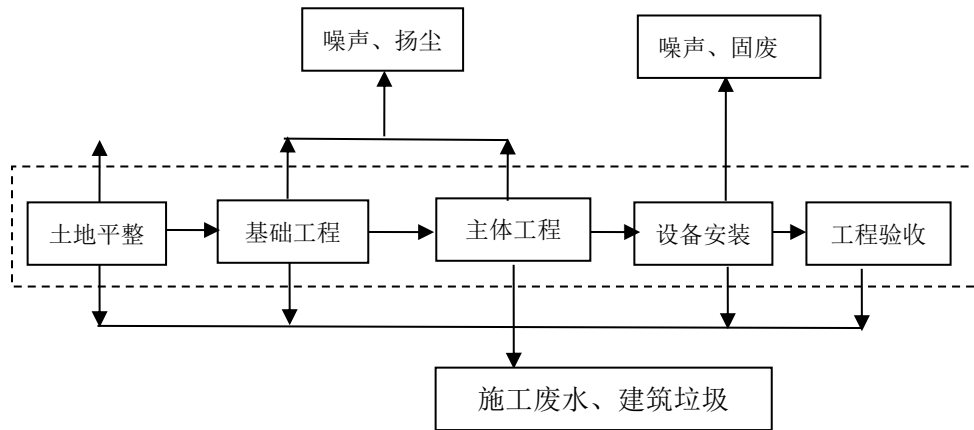 噪声、扬尘
噪声、固废
土地平整
基础工程
主体工程
设备安装
工程验收
施工废水、建筑垃圾